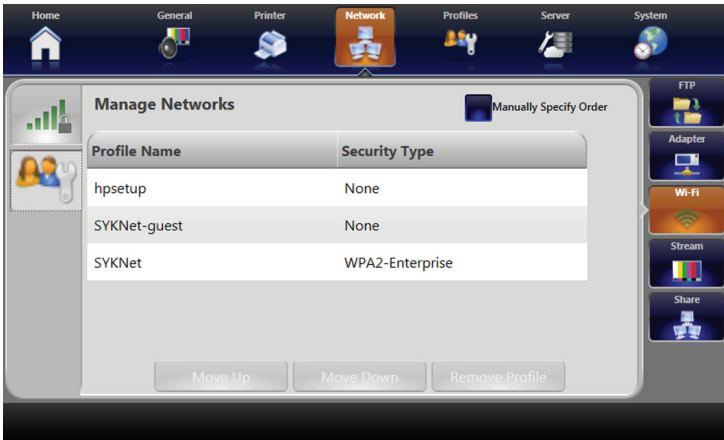 Home General Printer Network Profiles Server System
Manage Networks
Manually Specify Order
Profile Name Security Type
hpsetup None
SYKNet-guest None
SYKNet WPA2-Enterprise
Move Up Move Down Remove Profile
FTP
Adapter
Wi-Fi
Stream
Share